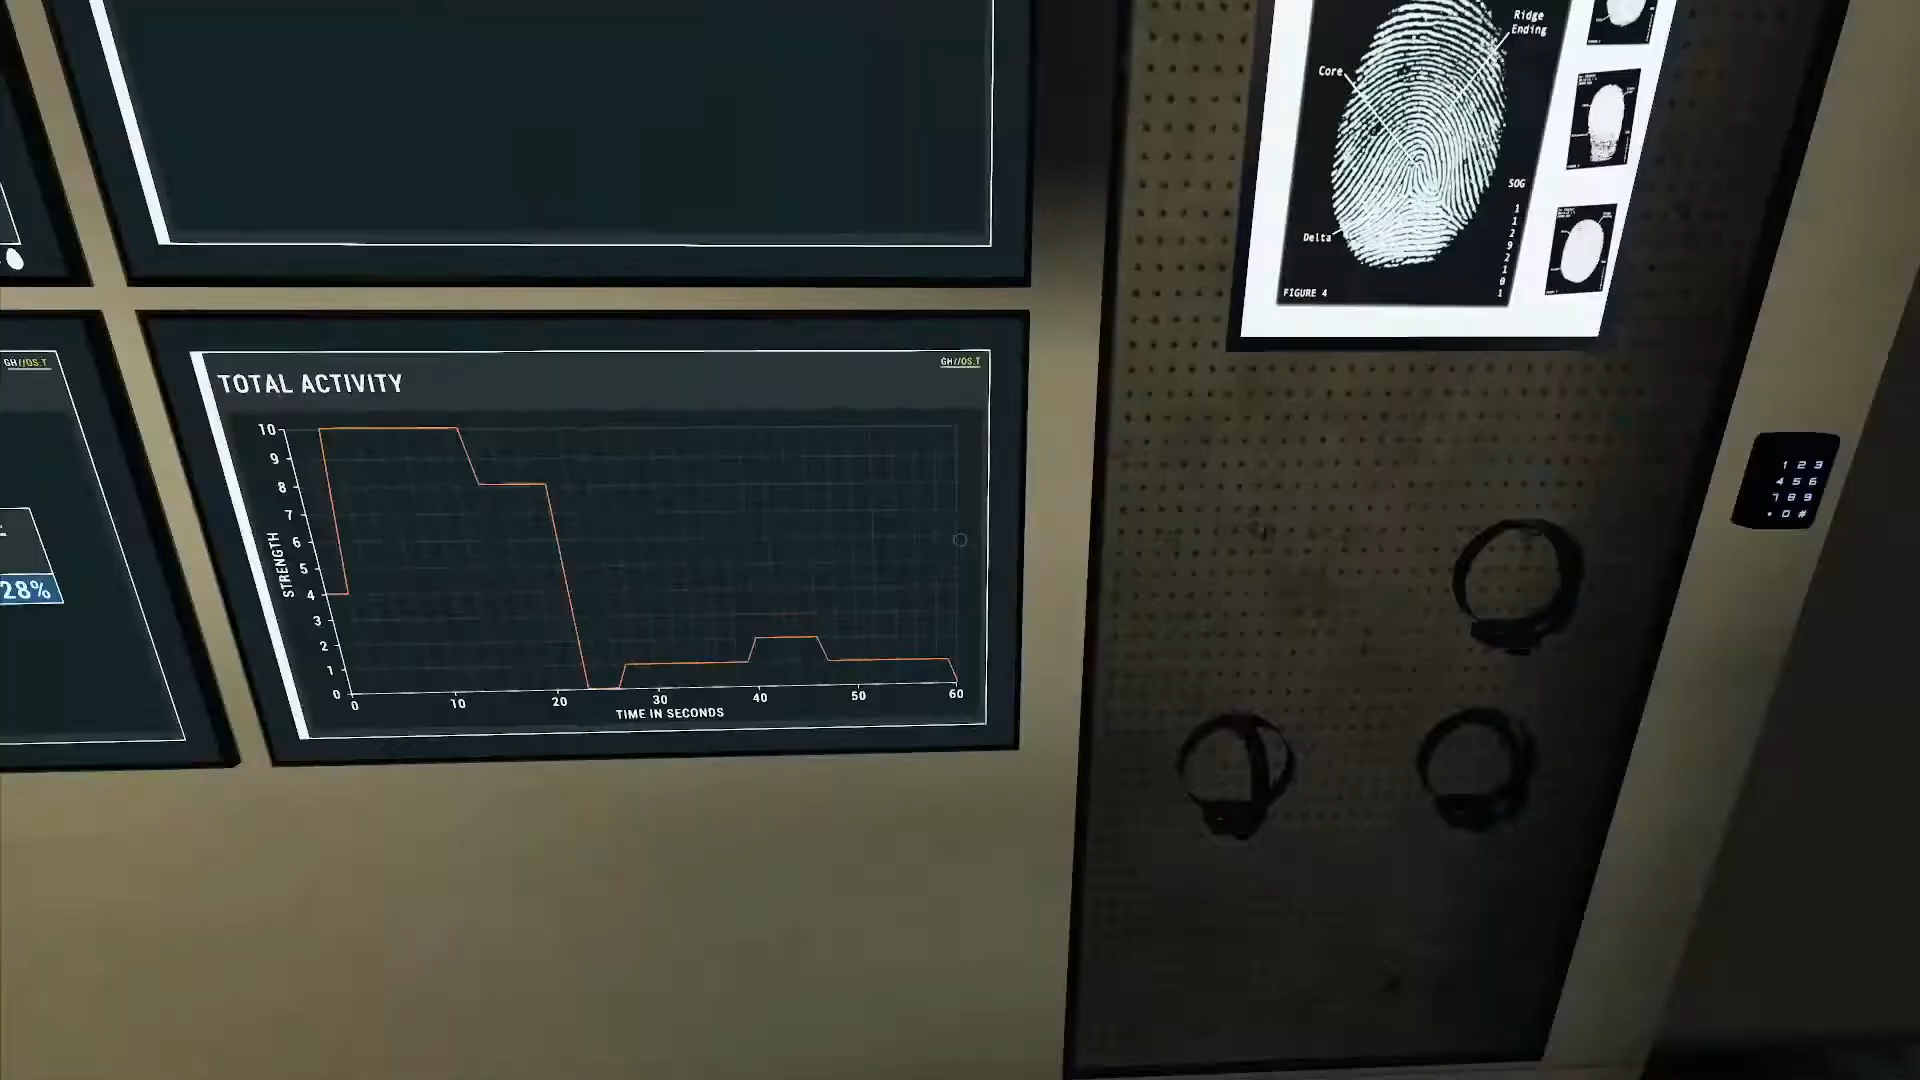 Ridge
Ending
Core
SOG
1
1
2
9
2
1
0
1
Delta
FIGURE 4
GH//OS.T
28%
GH//OS.T
TOTAL ACTIVITY
10
9
8
7
6
5
4
3
2
1
0
STRENGTH
0 10 20 30 40 50 60
TIME IN SECONDS
1 2 3
4 5 6
7 8 9
* 0 #